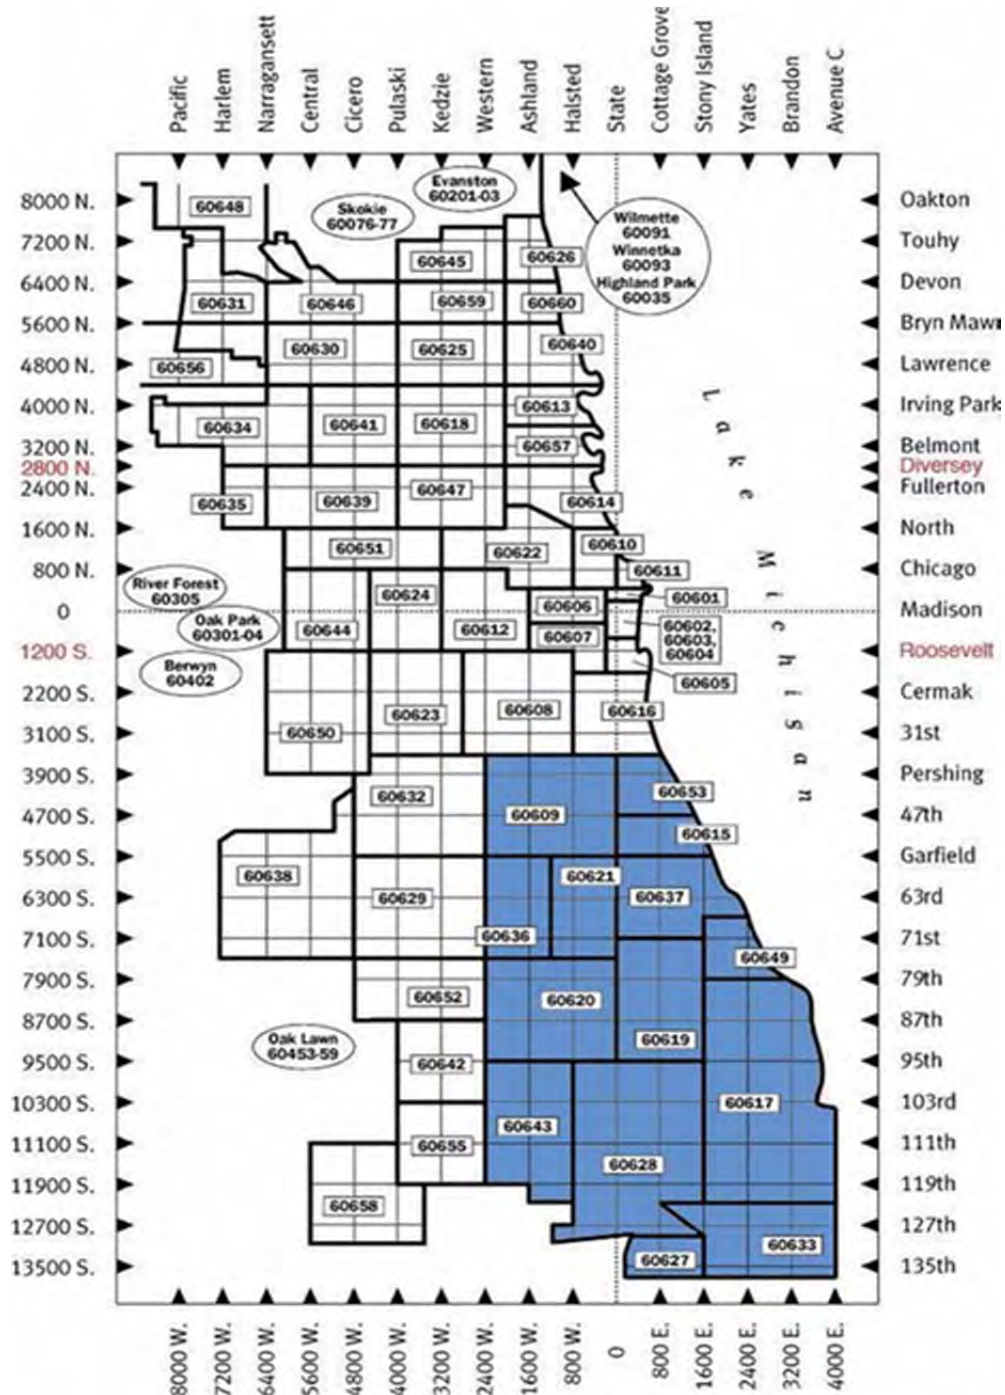 Pacific
Harlem
Narragansett
Central
Cicero
Pulaski
Kedzie
Western
Ashland
Halsted
State
Cottage Grove
Stony Island
Yates
Brandon
Avenue C
8000 N.
7200 N.
6400 N.
5600 N.
4800 N.
4000 N.
3200 N.
2800 N.
2400 N.
1600 N.
800 N.
0
1200 S.
2200 S.
3100 S.
3900 S.
4700 S.
5500 S.
6300 S.
7100 S.
7900 S.
8700 S.
9500 S.
10300 S.
11100 S.
11900 S.
12700 S.
13500 S.
Oakton
Touhy
Devon
Bryn Maw
Lawrence
Irving Park
Belmont
Diversey
Fullerton
North
Chicago
Madison
Roosevelt
Cermak
31st
Pershing
47th
Garfield
63rd
71st
79th
87th
95th
103rd
111th
119th
127th
135th
Evanston
60201-03
Skokie
60076-77
Wilmette
60091
Winnetka
60093
Highland Park
60035
60648
60645
60626
60631
60646
60659
60660
60630
60625
60640
60656
60613
60634
60641
60618
60657
60635
60639
60647
60614
60651
60622
60610
60611
River Forest
60305
Oak Park
60301-04
Berwyn
60402
60624
60606
60601
60644
60612
60607
60602,
60603,
60604
60605
60650
60623
60608
60616
Lake Michigan
60632
60609
60653
60615
60638
60629
60621
60637
60636
60649
60652
60620
Oak Lawn
60453-59
60642
60619
60617
60655
60643
60628
60658
60627
60633
8000 W.
7200 W.
6400 W.
5600 W.
4800 W.
4000 W.
3200 W.
2400 W.
1600 W.
800 W.
0
800 E.
1600 E.
2400 E.
3200 E.
4000 E.